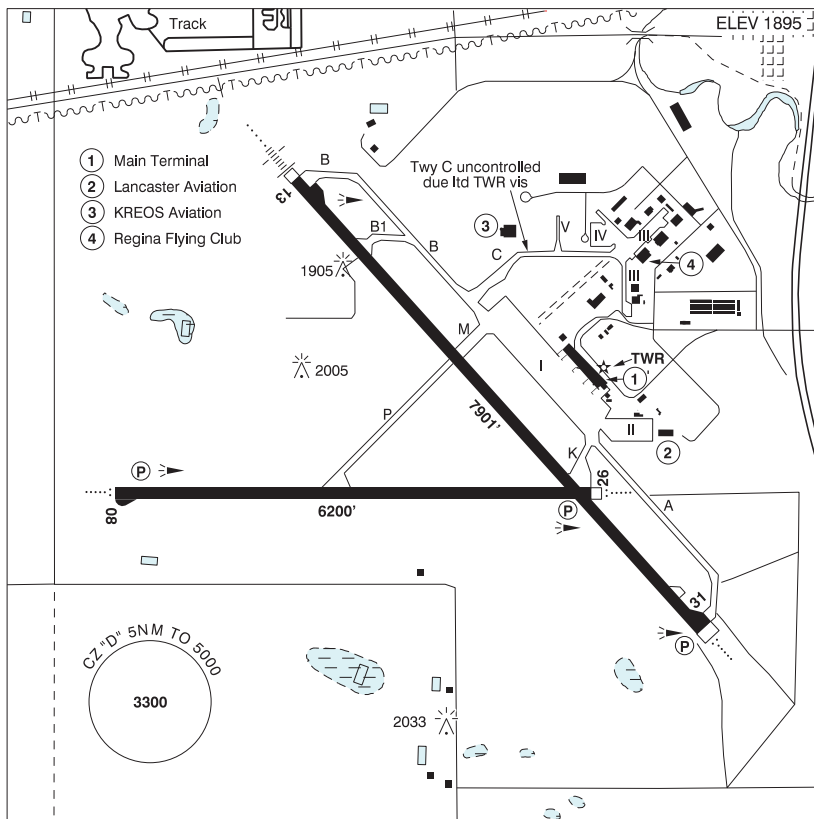 Track
ELEV 1895
1 Main Terminal
2 Lancaster Aviation
3 KREOS Aviation
4 Regina Flying Club
Twy C uncontrolled
due ltd TWR vis
B
13
B1
B
3
V
IV
III
4
C
III
1905
M
I
TWR
1
2005
P
7901'
II
2
K
P
08
6200'
26
P
A
31
P
CZ "D" 5NM TO 5000
3300
2033